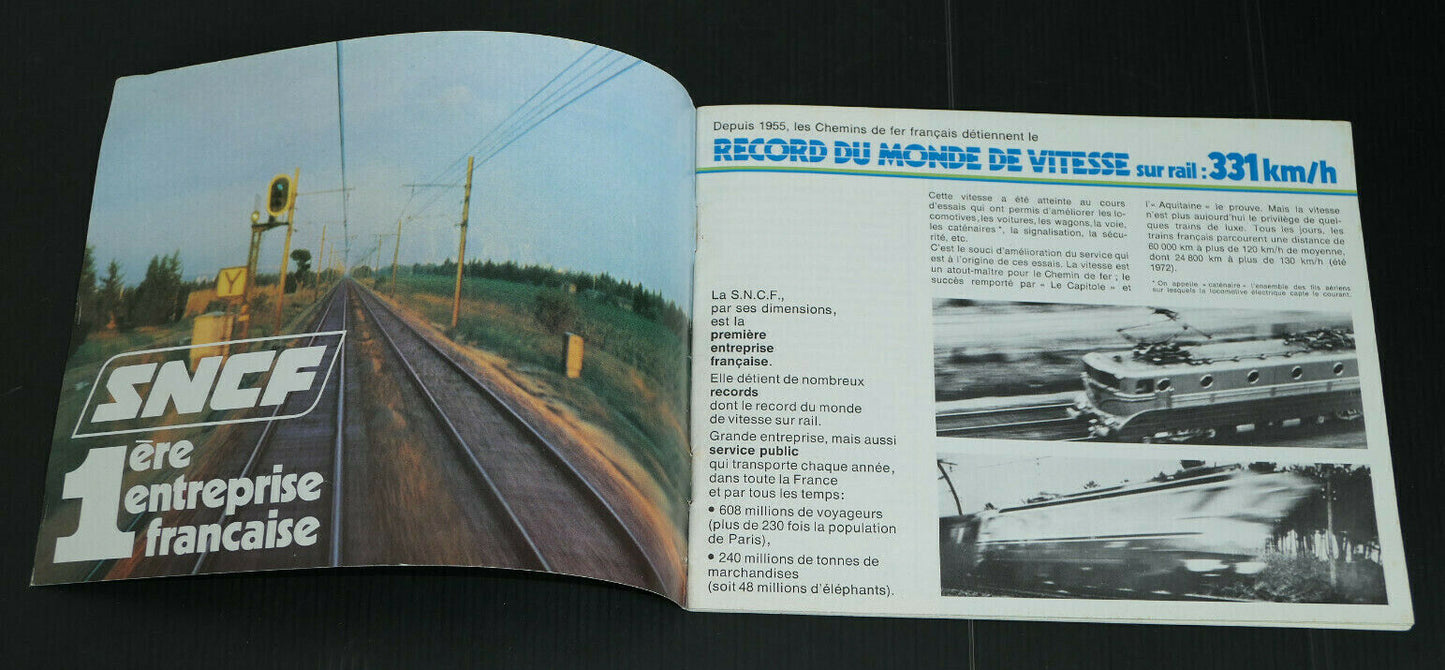 SNCF
1ère
entreprise
francaise
Y
Depuis 1955, les Chemins de fer français détiennent le
RECORD DU MONDE DE VITESSE sur rail : 331 km/h
La S.N.C.F.,
par ses dimensions,
est la
première
entreprise
française.
Elle détient de nombreux
records
dont le record du monde
de vitesse sur rail.
Grande entreprise, mais aussi
service public
qui transporte chaque année,
dans toute la France
et par tous les temps:
• 608 millions de voyageurs
(plus de 230 fois la population
de Paris),
• 240 millions de tonnes de
marchandises
(soit 48 millions d'éléphants).
Cette vitesse a été atteinte au cours
d'essais qui ont permis d'améliorer les lo-
comotives, les voitures, les wagons, la voie,
les caténaires *, la signalisation, la sécu-
rité, etc.
C'est le souci d'amélioration du service qui
est à l'origine de ces essais. La vitesse est
un atout-maître pour le Chemin de fer ; le
succès remporté par « Le Capitole » et
l'« Aquitaine » le prouve. Mais la vitesse
n'est plus aujourd'hui le privilège de quel-
ques trains de luxe. Tous les jours, les
trains français parcourent une distance de
60 000 km à plus de 120 km/h de moyenne,
dont 24 800 km à plus de 130 km/h (été
1972).
* On appelle « caténaire » l'ensemble des fils aériens
sur lesquels la locomotive électrique capte le courant.